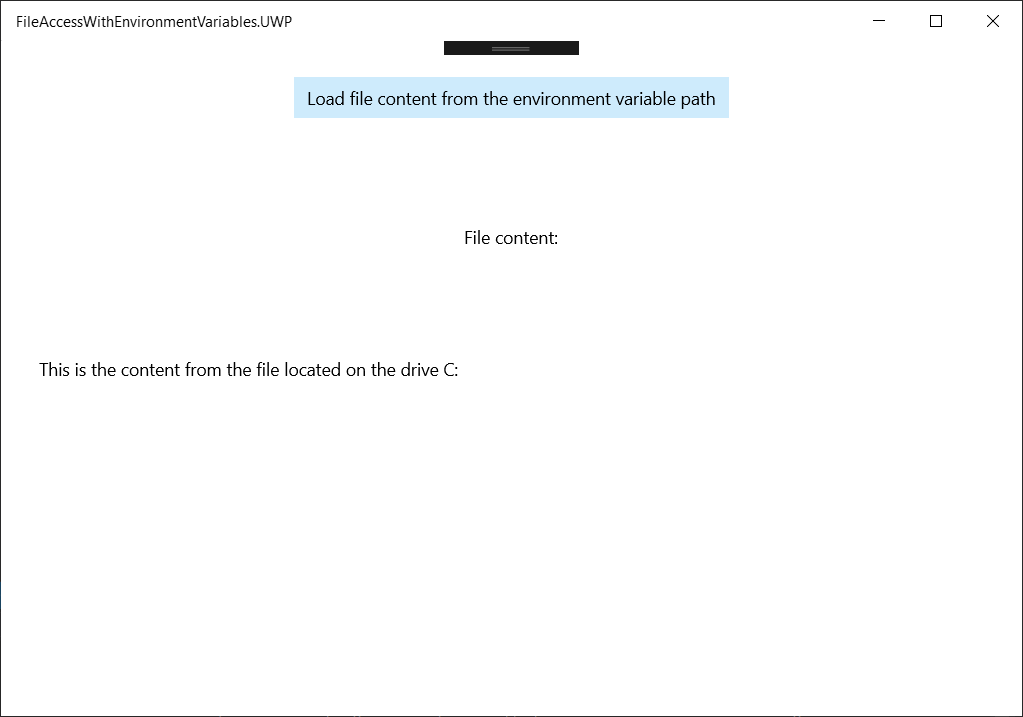 FileAccessWithEnvironmentVariables.UWP
Load file content from the environment variable path
File content:
This is the content from the file located on the drive C: